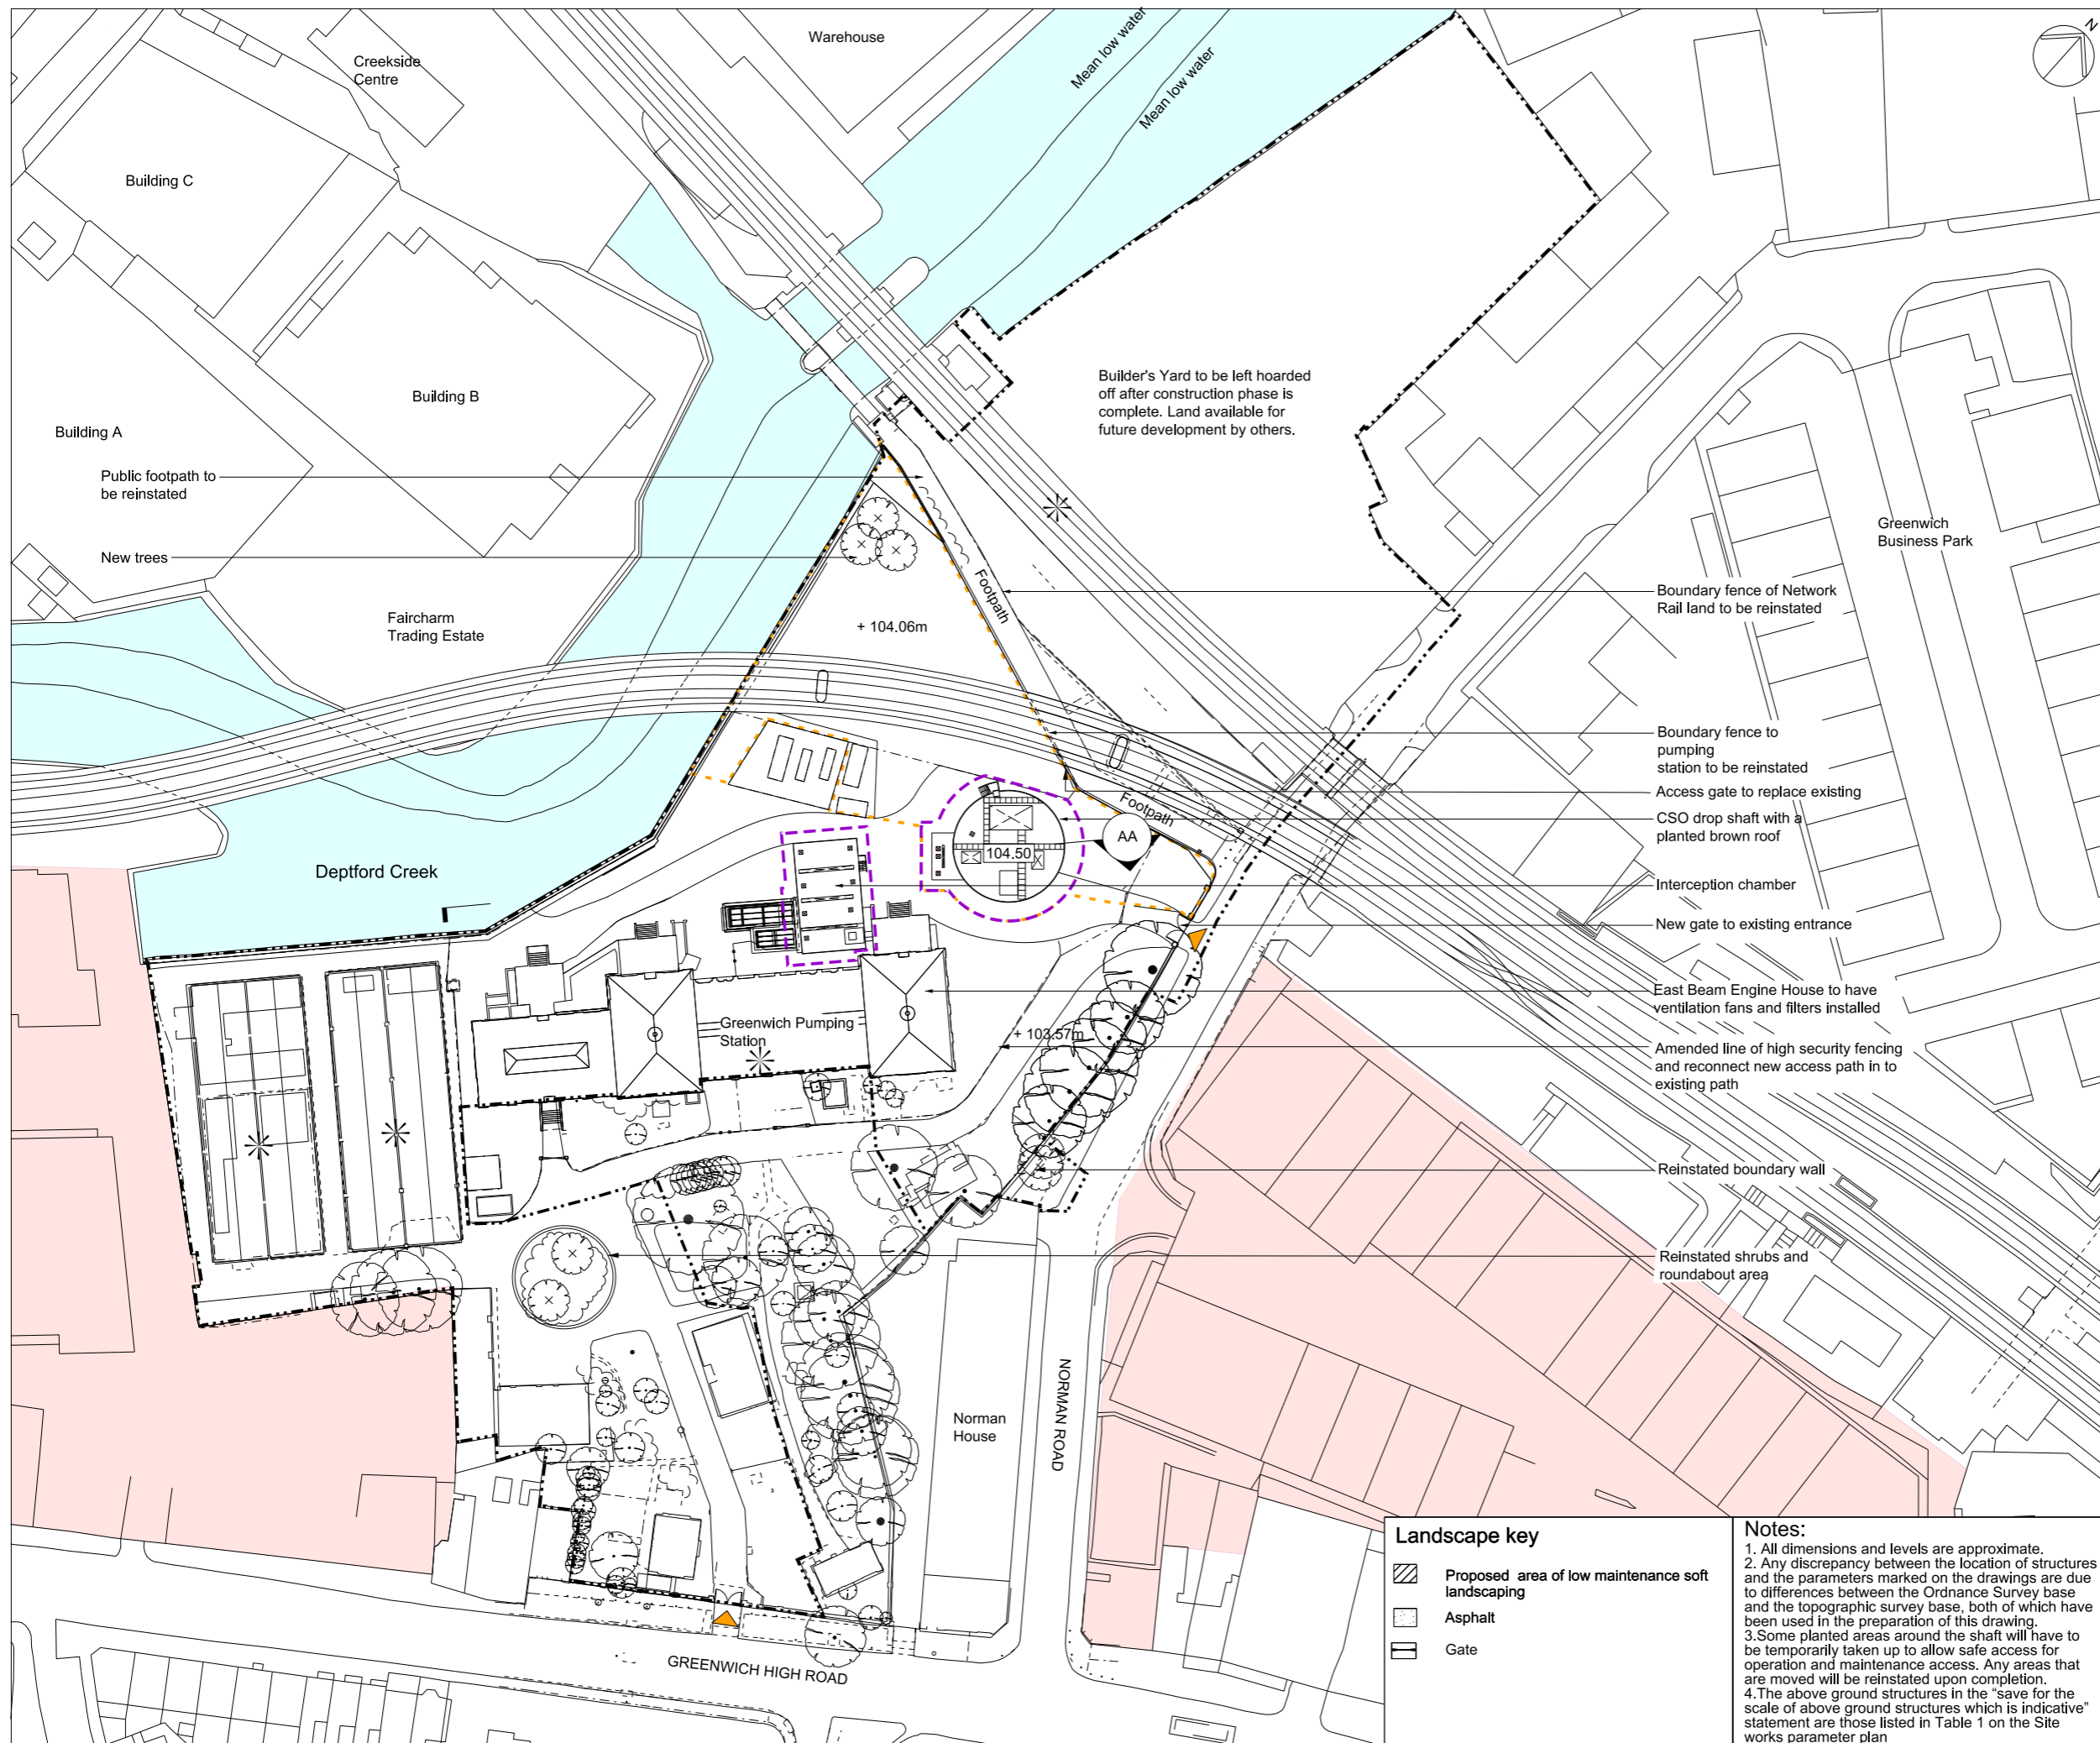 Warehouse
Mean low water
Mean low water
N
Creekside
Centre
Building C
Building B
Building A
Builder's Yard to be left hoarded
off after construction phase is
complete. Land available for
future development by others.
Public footpath to
be reinstated
New trees
Fairchарm
Trading Estate
Footpath
+ 104.06m
Greenwich
Business Park
Boundary fence of Network
Rail land to be reinstated
Boundary fence to
pumping
station to be reinstated
Access gate to replace existing
CSO drop shaft with a
planted brown roof
Footpath
AA
104.50
Deptford Creek
Interception chamber
New gate to existing entrance
East Beam Engine House to have
ventilation fans and filters installed
Greenwich Pumping
Station
+ 103.57m
Amended line of high security fencing
and reconnect new access path in to
existing path
Reinstated boundary wall
Reinstated shrubs and
roundabout area
Norman
House
NORMAN ROAD
GREENWICH HIGH ROAD
Landscape key
Proposed area of low maintenance soft
landscaping
Asphalt
Gate
Notes:
1. All dimensions and levels are approximate.
2. Any discrepancy between the location of structures
and the parameters marked on the drawings are due
to differences between the Ordnance Survey base
and the topographic survey base, both of which have
been used in the preparation of this drawing.
3.Some planted areas around the shaft will have to
be temporarily taken up to allow safe access for
operation and maintenance access. Any areas that
are moved will be reinstated upon completion.
4.The above ground structures in the “save for the
scale of above ground structures which is indicative”
statement are those listed in Table 1 on the Site
works parameter plan